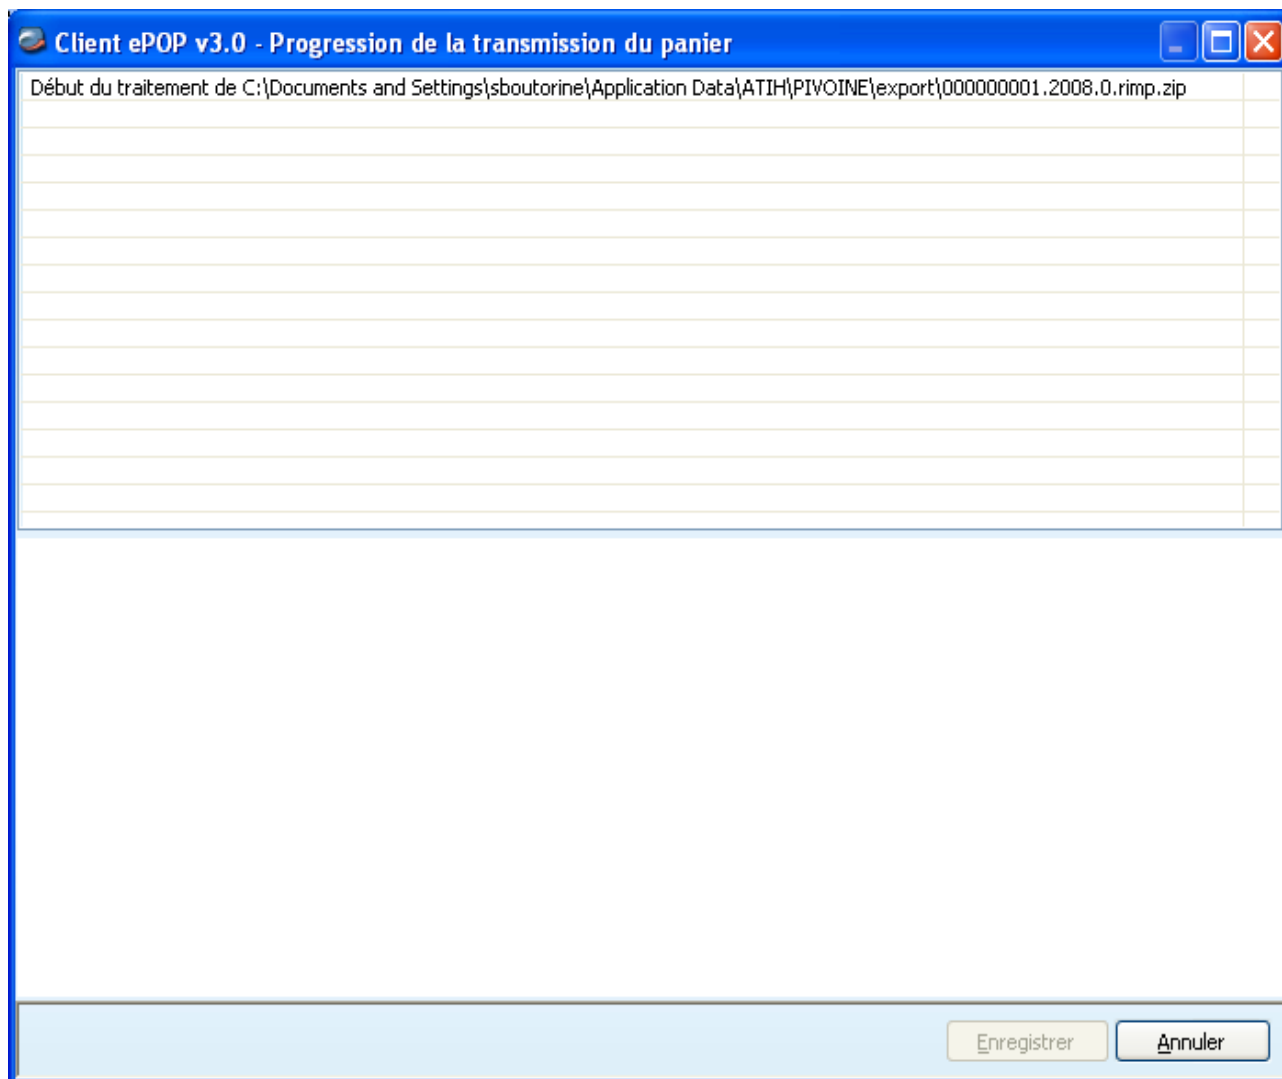 Client ePOP v3.0 - Progression de la transmission du panier
Début du traitement de C:\Documents and Settings\sboutorine\Application Data\ATIH\PIVOINE\export\000000001.2008.0.rimp.zip
Enregistrer
Annuler